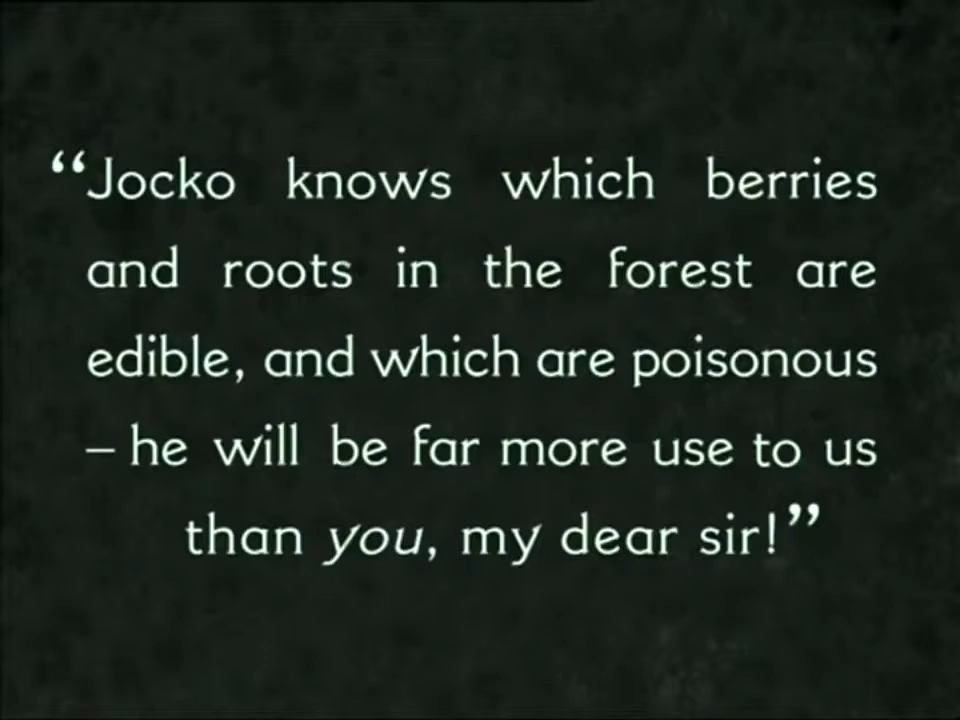 “Jocko knows which berries
and roots in the forest are
edible, and which are poisonous
– he will be far more use to us
than you, my dear sir!”